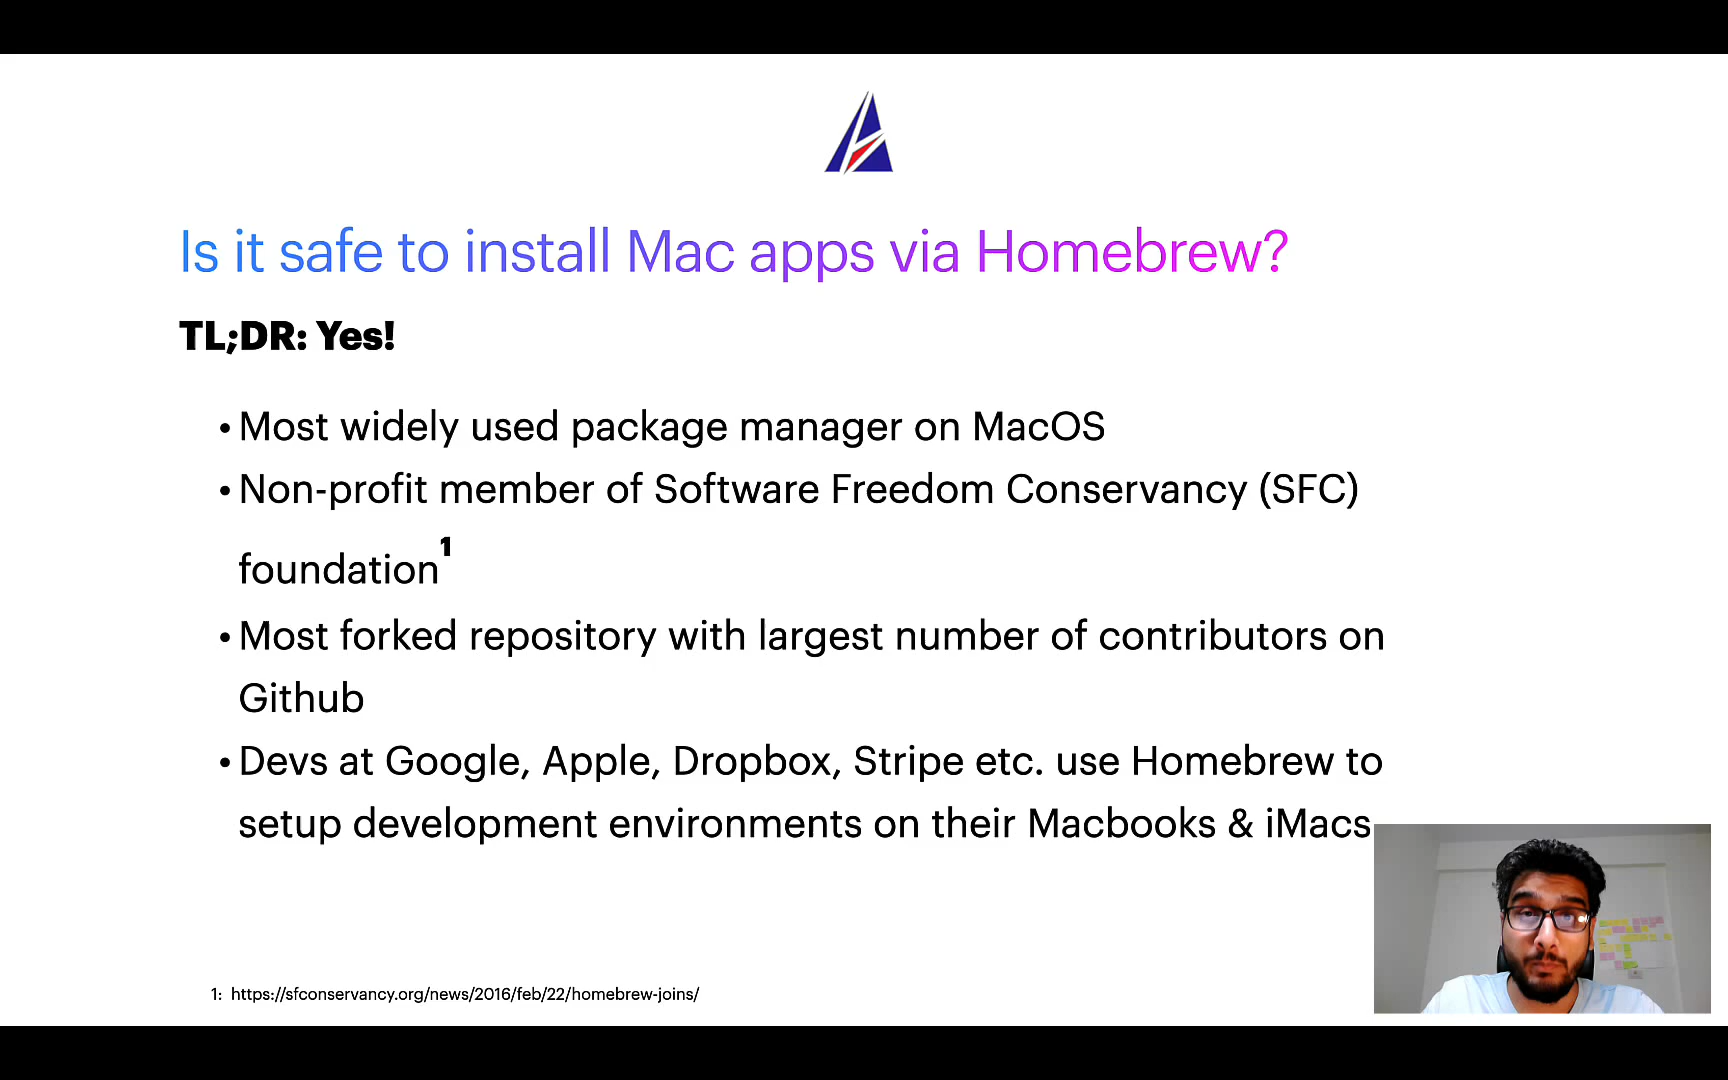 Is it safe to install Mac apps via Homebrew?
TL;DR: Yes!
• Most widely used package manager on MacOS
• Non-profit member of Software Freedom Conservancy (SFC)
foundation1
• Most forked repository with largest number of contributors on
Github
• Devs at Google, Apple, Dropbox, Stripe etc. use Homebrew to
setup development environments on their Macbooks & iMacs
1: https://sfconservancy.org/news/2016/feb/22/homebrew-joins/